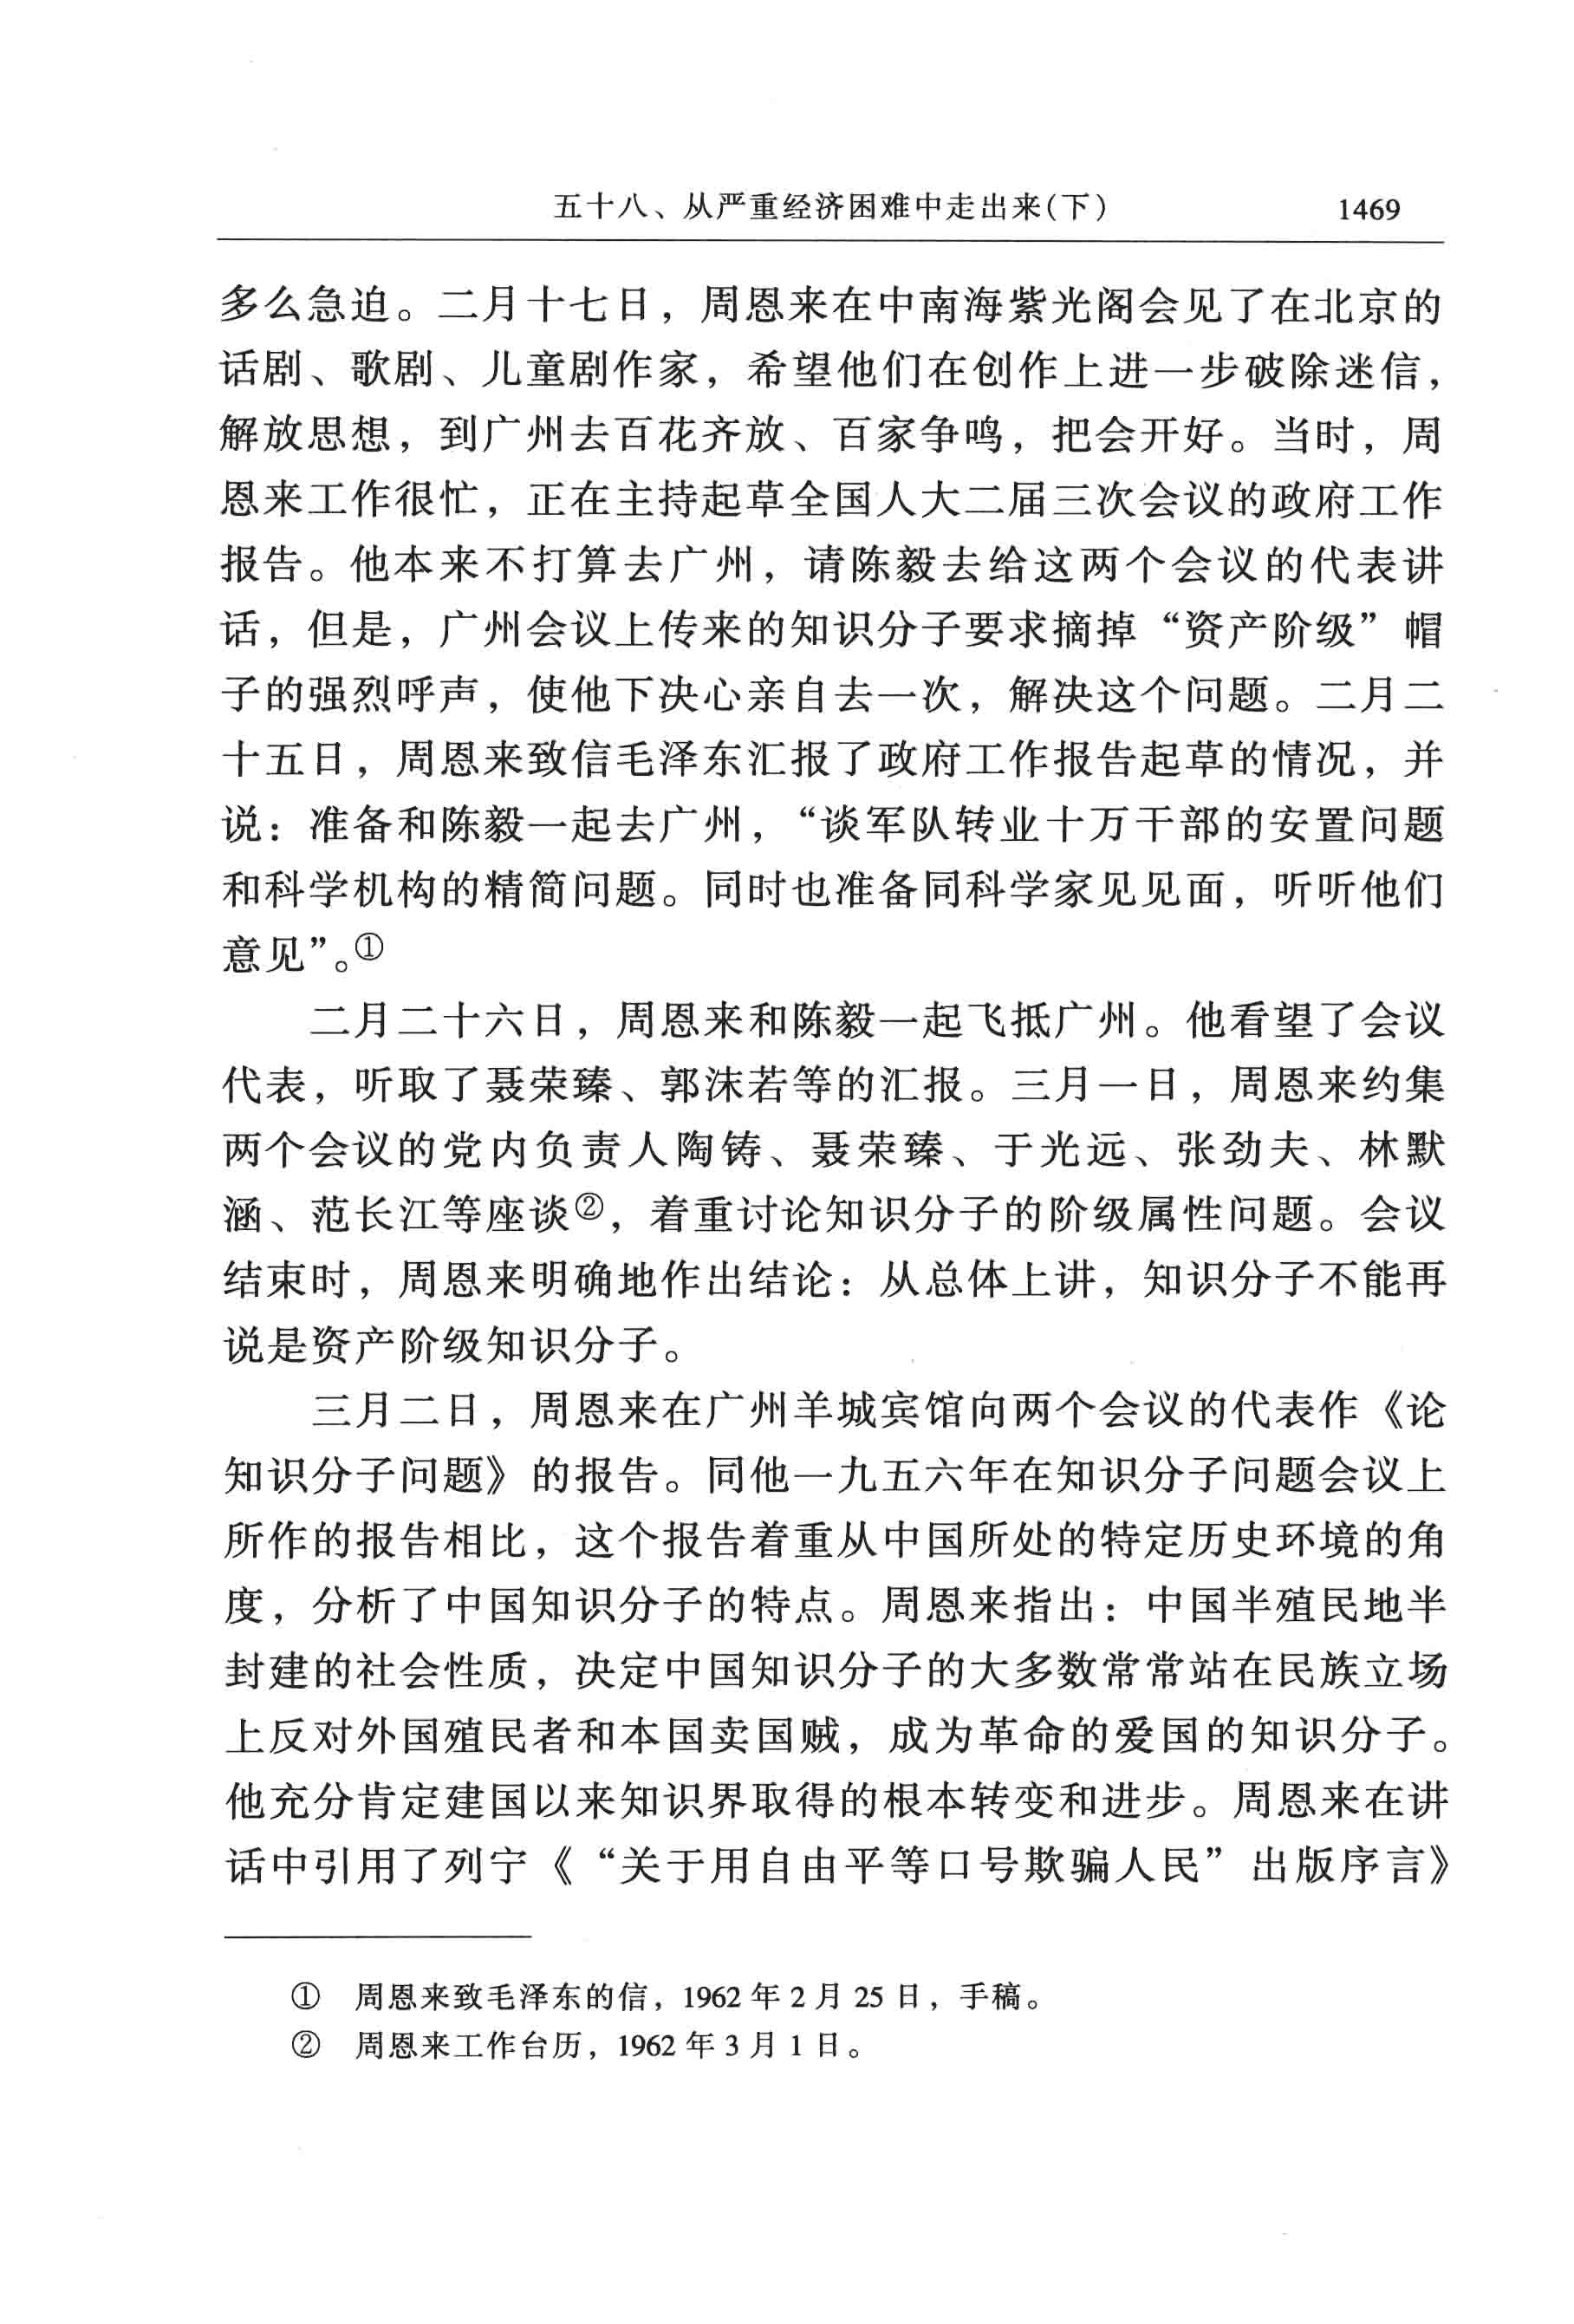 五十八、从严重经济困难中走出来(下) 1469
多么急迫。二月十七日，周恩来在中南海紫光阁会见了在北京的
话剧、歌剧、儿童剧作家，希望他们在创作上进一步破除迷信，
解放思想，到广州去百花齐放、百家争鸣，把会开好。当时，周
恩来工作很忙，正在主持起草全国人大二届三次会议的政府工作
报告。他本来不打算去广州，请陈毅去给这两个会议的代表讲
话，但是，广州会议上传来的知识分子要求摘掉“资产阶级”帽
子的强烈呼声，使他下决心亲自去一次，解决这个问题。二月二
十五日，周恩来致信毛泽东汇报了政府工作报告起草的情况，并
说：准备和陈毅一起去广州，“谈军队转业十万干部的安置问题
和科学机构的精简问题。同时也准备同科学家见见面，听听他们
意见”。①
二月二十六日，周恩来和陈毅一起飞抵广州。他看望了会议
代表，听取了聂荣臻、郭沫若等的汇报。三月一日，周恩来约集
两个会议的党内负责人陶铸、聂荣臻、于光远、张劲夫、林默
涵、范长江等座谈②，着重讨论知识分子的阶级属性问题。会议
结束时，周恩来明确地作出结论：从总体上讲，知识分子不能再
说是资产阶级知识分子。
三月二日，周恩来在广州羊城宾馆向两个会议的代表作《论
知识分子问题》的报告。同他一九五六年在知识分子问题会议上
所作的报告相比，这个报告着重从中国所处的特定历史环境的角
度，分析了中国知识分子的特点。周恩来指出：中国半殖民地半
封建的社会性质，决定中国知识分子的大多数常常站在民族立场
上反对外国殖民者和本国卖国贼，成为革命的爱国的知识分子。
他充分肯定建国以来知识界取得的根本转变和进步。周恩来在讲
话中引用了列宁《“关于用自由平等口号欺骗人民”出版序言》
① 周恩来致毛泽东的信，1962 年 2 月 25 日，手稿。
② 周恩来工作台历，1962 年 3 月 1 日。